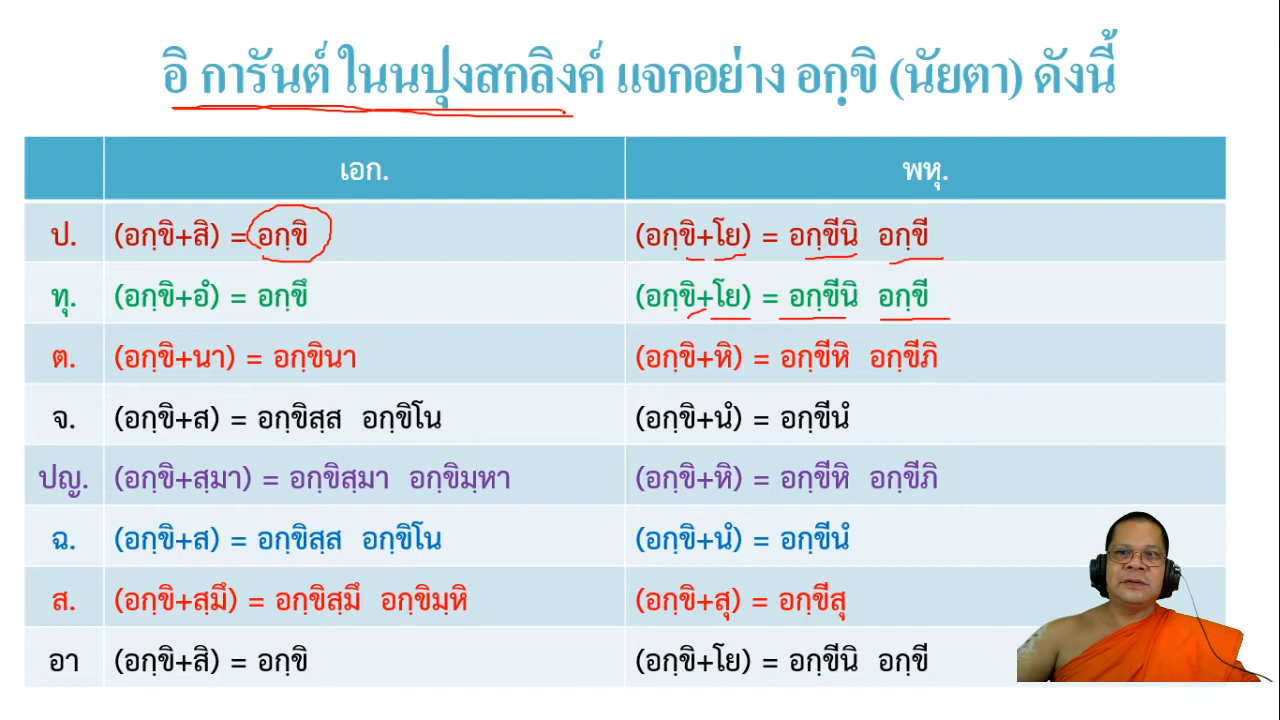 อิ การันต์ ในนปุงสกลิงค์ แจกอย่าง อกฺขิ (นัยตา) ดังนี้
เอก. พหุ.
ป. (อกฺขิ+สิ) = อกฺขิ (อกฺขิ+โย) = อกฺขีนิ อกฺขี
ทุ. (อกฺขิ+อํ) = อกฺขึ (อกฺขิ+โย) = อกฺขีนิ อกฺขี
ต. (อกฺขิ+นา) = อกฺขินา (อกฺขิ+หิ) = อกฺขีหิ อกฺขีภิ
จ. (อกฺขิ+ส) = อกฺขิสฺส อกฺขิโน (อกฺขิ+นํ) = อกฺขีนํ
ปญ. (อกฺขิ+สฺมา) = อกฺขิสฺมา อกฺขิมฺหา (อกฺขิ+หิ) = อกฺขีหิ อกฺขีภิ
ฉ. (อกฺขิ+ส) = อกฺขิสฺส อกฺขิโน (อกฺขิ+นํ) = อกฺขีนํ
ส. (อกฺขิ+สฺมึ) = อกฺขิสฺมึ อกฺขิมฺหิ (อกฺขิ+สุ) = อกฺขีสุ
อา (อกฺขิ+สิ) = อกฺขิ (อกฺขิ+โย) = อกฺขีนิ อกฺขี